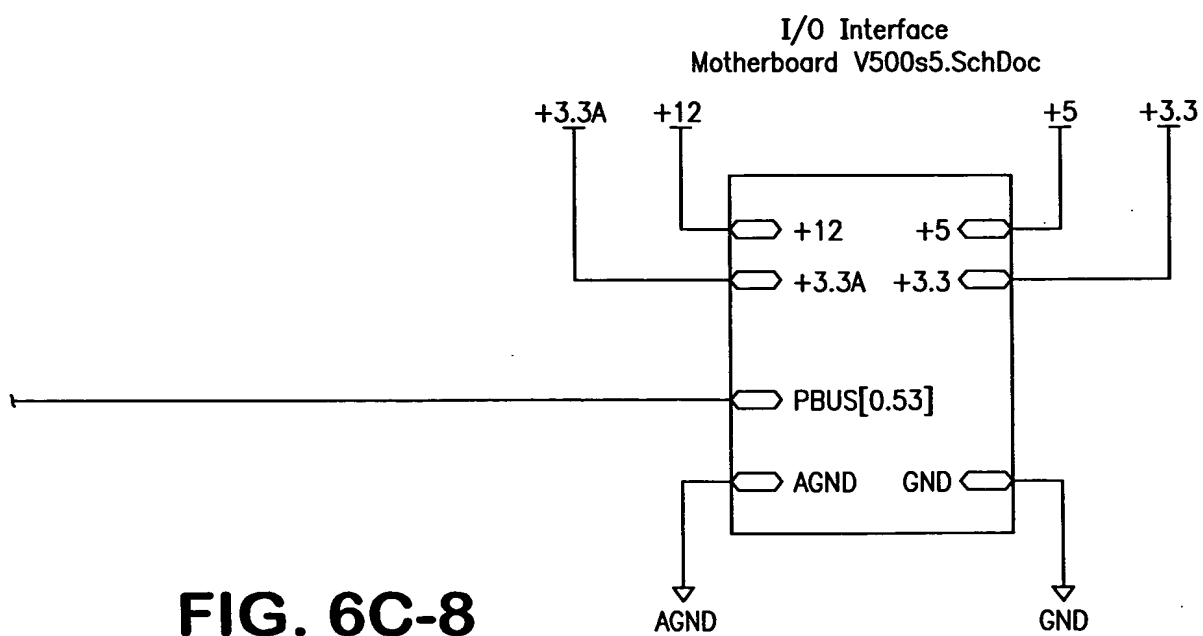 I/O Interface
Motherboard V500s5.SchDoc
+3.3A +12 +5 +3.3
+12 +5
+3.3A +3.3
PBUS[0.53]
AGND GND
AGND GND
FIG. 6C-8